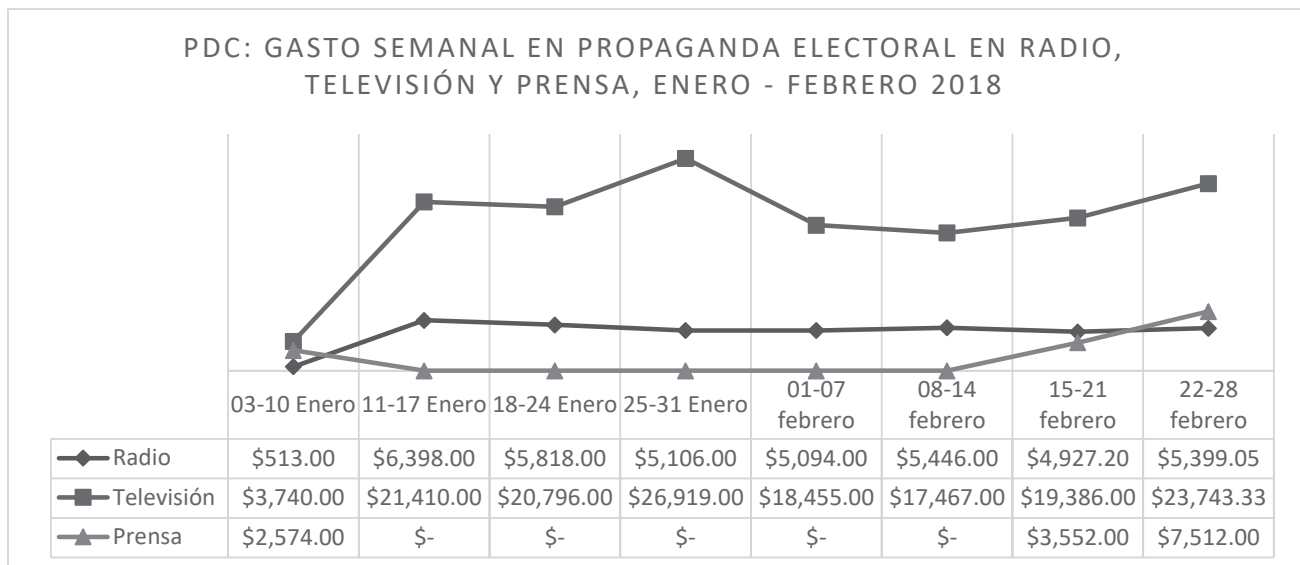 PDC: GASTO SEMANAL EN PROPAGANDA ELECTORAL EN RADIO,
TELEVISIÓN Y PRENSA, ENERO - FEBRERO 2018
03-10 Enero 11-17 Enero 18-24 Enero 25-31 Enero 01-07 febrero 08-14 febrero 15-21 febrero 22-28 febrero
Radio $513.00 $6,398.00 $5,818.00 $5,106.00 $5,094.00 $5,446.00 $4,927.20 $5,399.05
Televisión $3,740.00 $21,410.00 $20,796.00 $26,919.00 $18,455.00 $17,467.00 $19,386.00 $23,743.33
Prensa $2,574.00 $- $- $- $- $- $3,552.00 $7,512.00